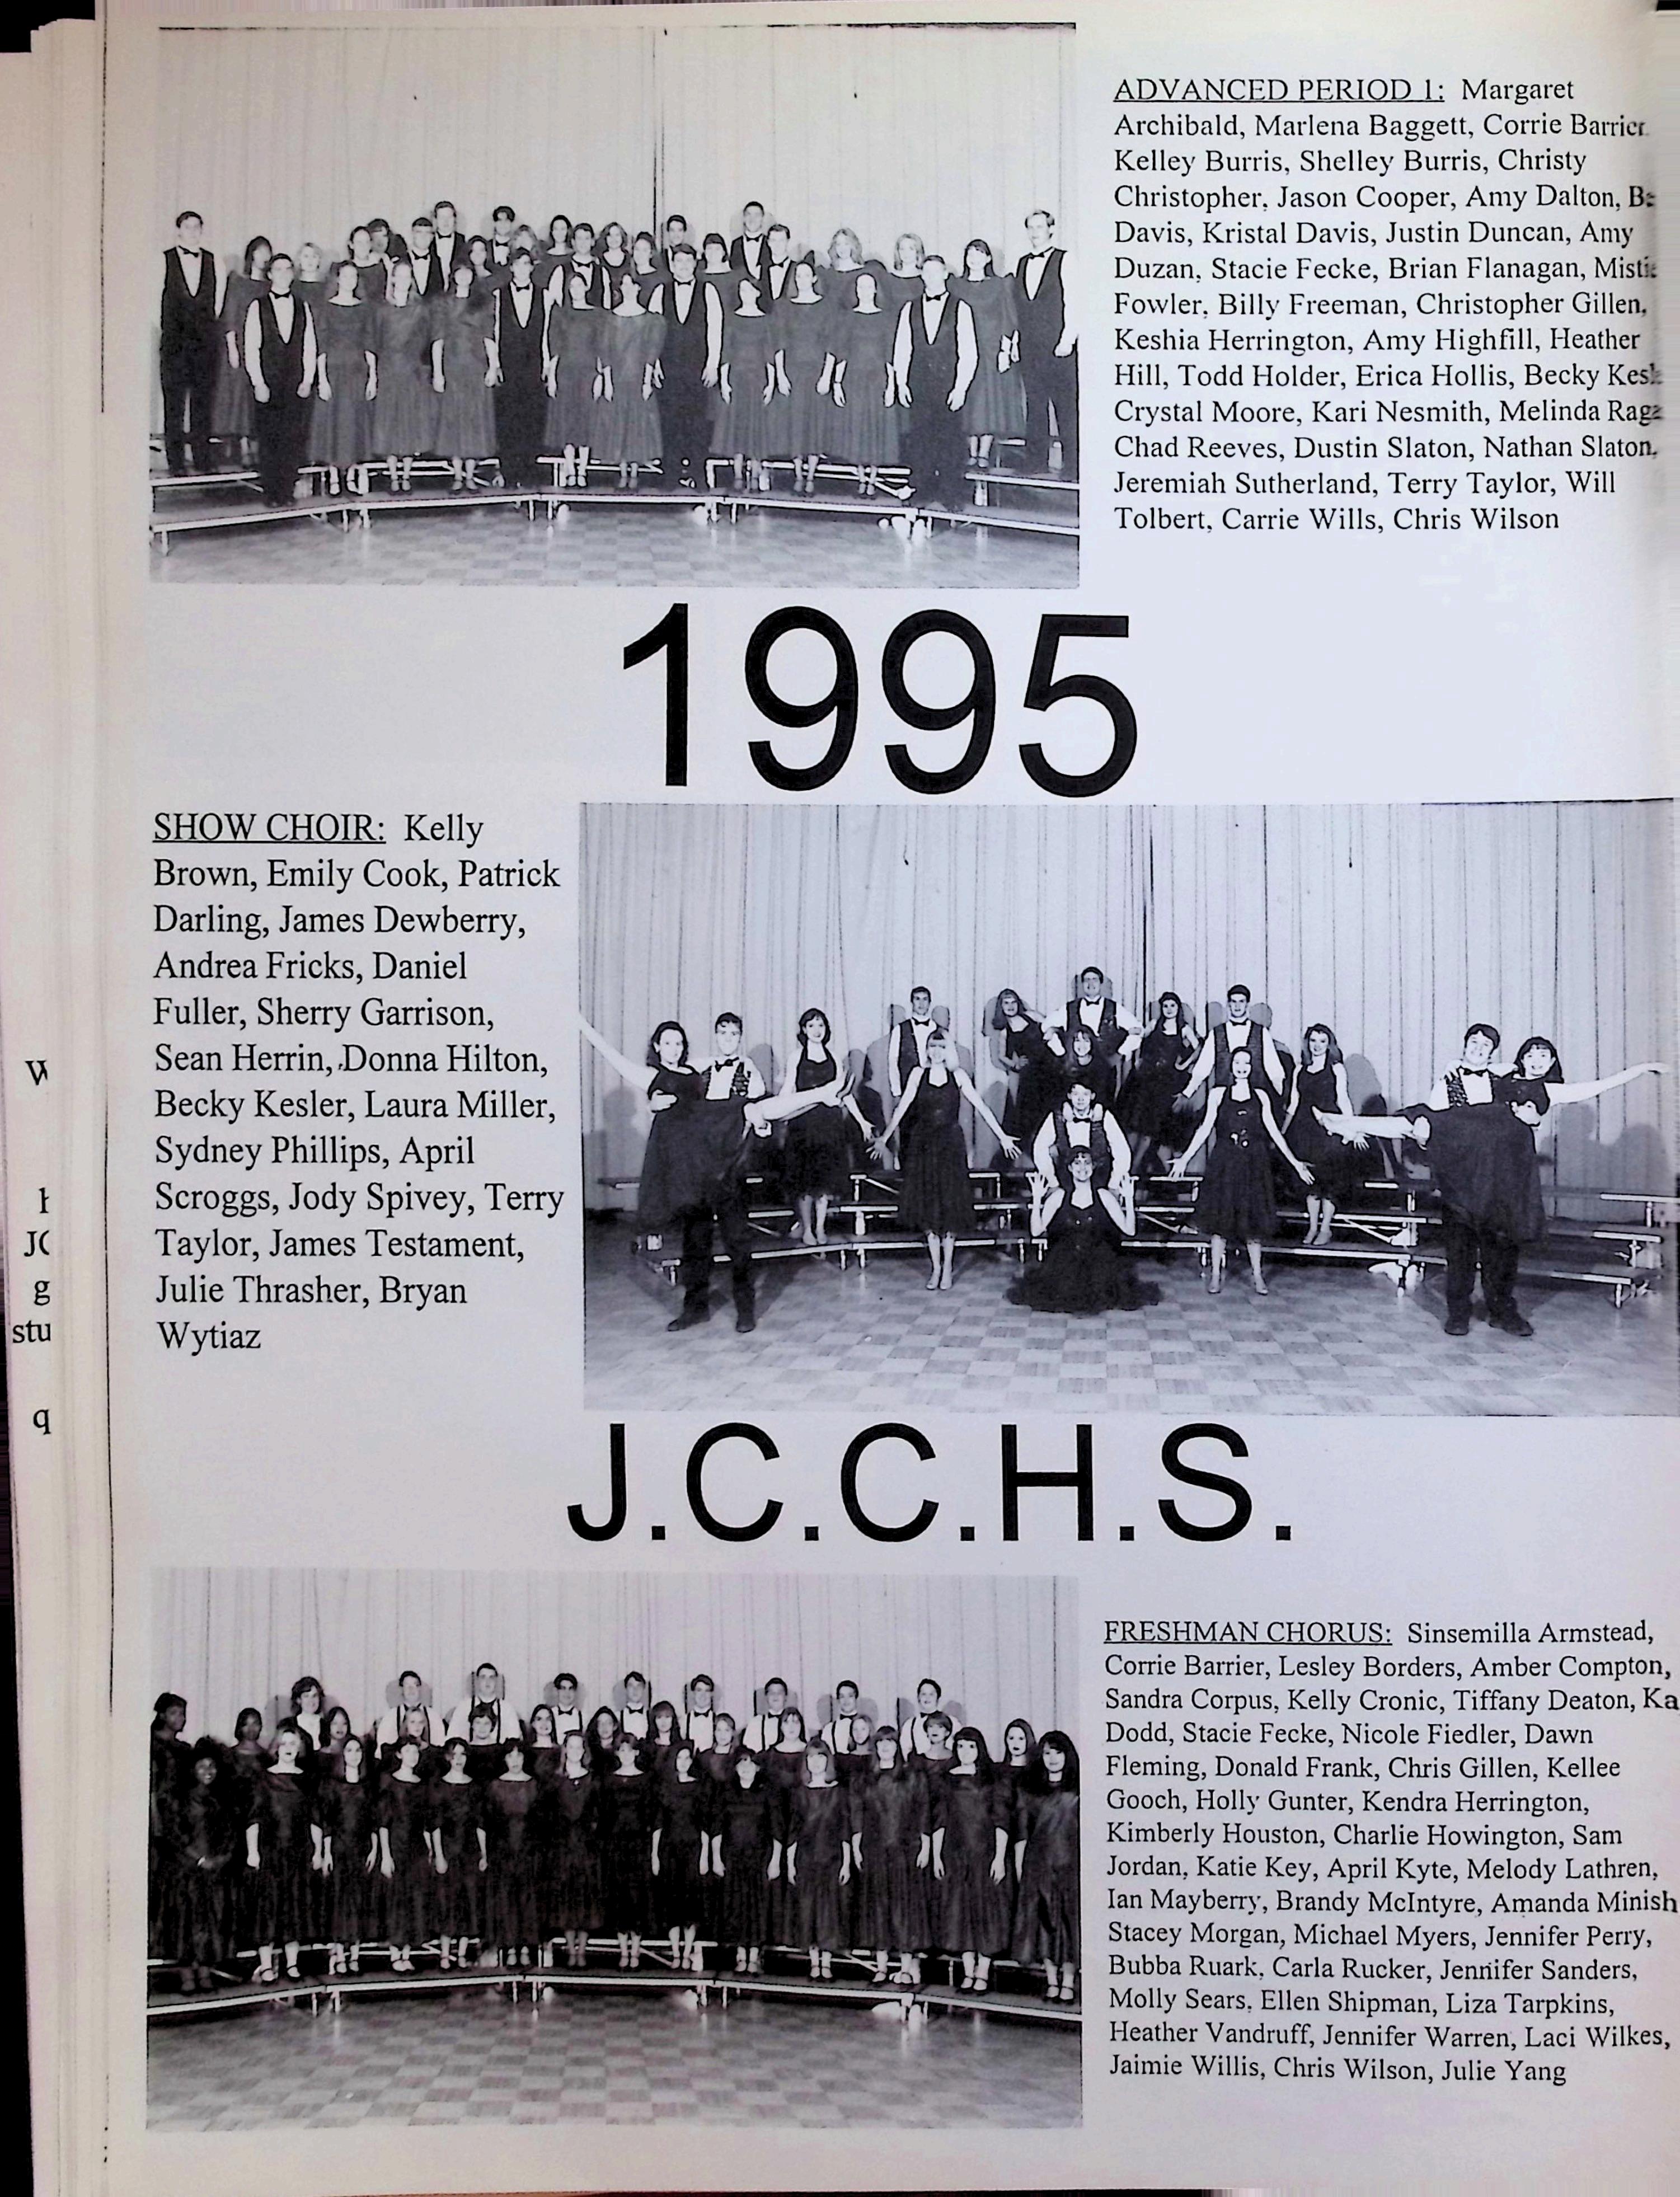 ADVANCED PERIOD 1: Margaret
Archibald, Marlena Baggett, Corrie Barrier
Kelley Burris, Shelley Burris, Christy
Christopher, Jason Cooper, Amy Dalton,
Davis, Kristal Davis, Justin Duncan, Amy
Duzan, Stacie Fecke, Brian Flanagan, Mistie
Fowler, Billy Freeman, Christopher Gillen,
Keshia Herrington, Amy Highfill, Heather
Hill, Todd Holder, Erica Hollis, Becky
Crystal Moore, Kari Nesmith, Melinda
Chad Reeves, Dustin Slaton, Nathan Slaton,
Jeremiah Sutherland, Terry Taylor, Will
Tolbert, Carrie Wills, Chris Wilson
1995
SHOW CHOIR: Kelly
Brown, Emily Cook, Patrick
Darling, James Dewberry,
Andrea Fricks, Daniel
Fuller, Sherry Garrison,
Sean Herrin, Donna Hilton,
Becky Kesler, Laura Miller,
Sydney Phillips, April
Scroggs, Jody Spivey, Terry
Taylor, James Testament,
Julie Thrasher, Bryan
Wytiaz
J.C.C.H.S.
FRESHMAN CHORUS: Sinsemilla Armstead,
Corrie Barrier, Lesley Borders, Amber Compton,
Sandra Corpus, Kelly Cronic, Tiffany Deaton, Ka
Dodd, Stacie Fecke, Nicole Fiedler, Dawn
Fleming, Donald Frank, Chris Gillen, Kellee
Gooch, Holly Gunter, Kendra Herrington,
Kimberly Houston, Charlie Howington, Sam
Jordan, Katie Key, April Kyte, Melody Lathren,
Ian Mayberry, Brandy McIntyre, Amanda Minish
Stacey Morgan, Michael Myers, Jennifer Perry,
Bubba Ruark, Carla Rucker, Jennifer Sanders,
Molly Sears, Ellen Shipman, Liza Tarpkins,
Heather Vandruff, Jennifer Warren, Laci Wilkes,
Jaimie Willis, Chris Wilson, Julie Yang
g
stu
q